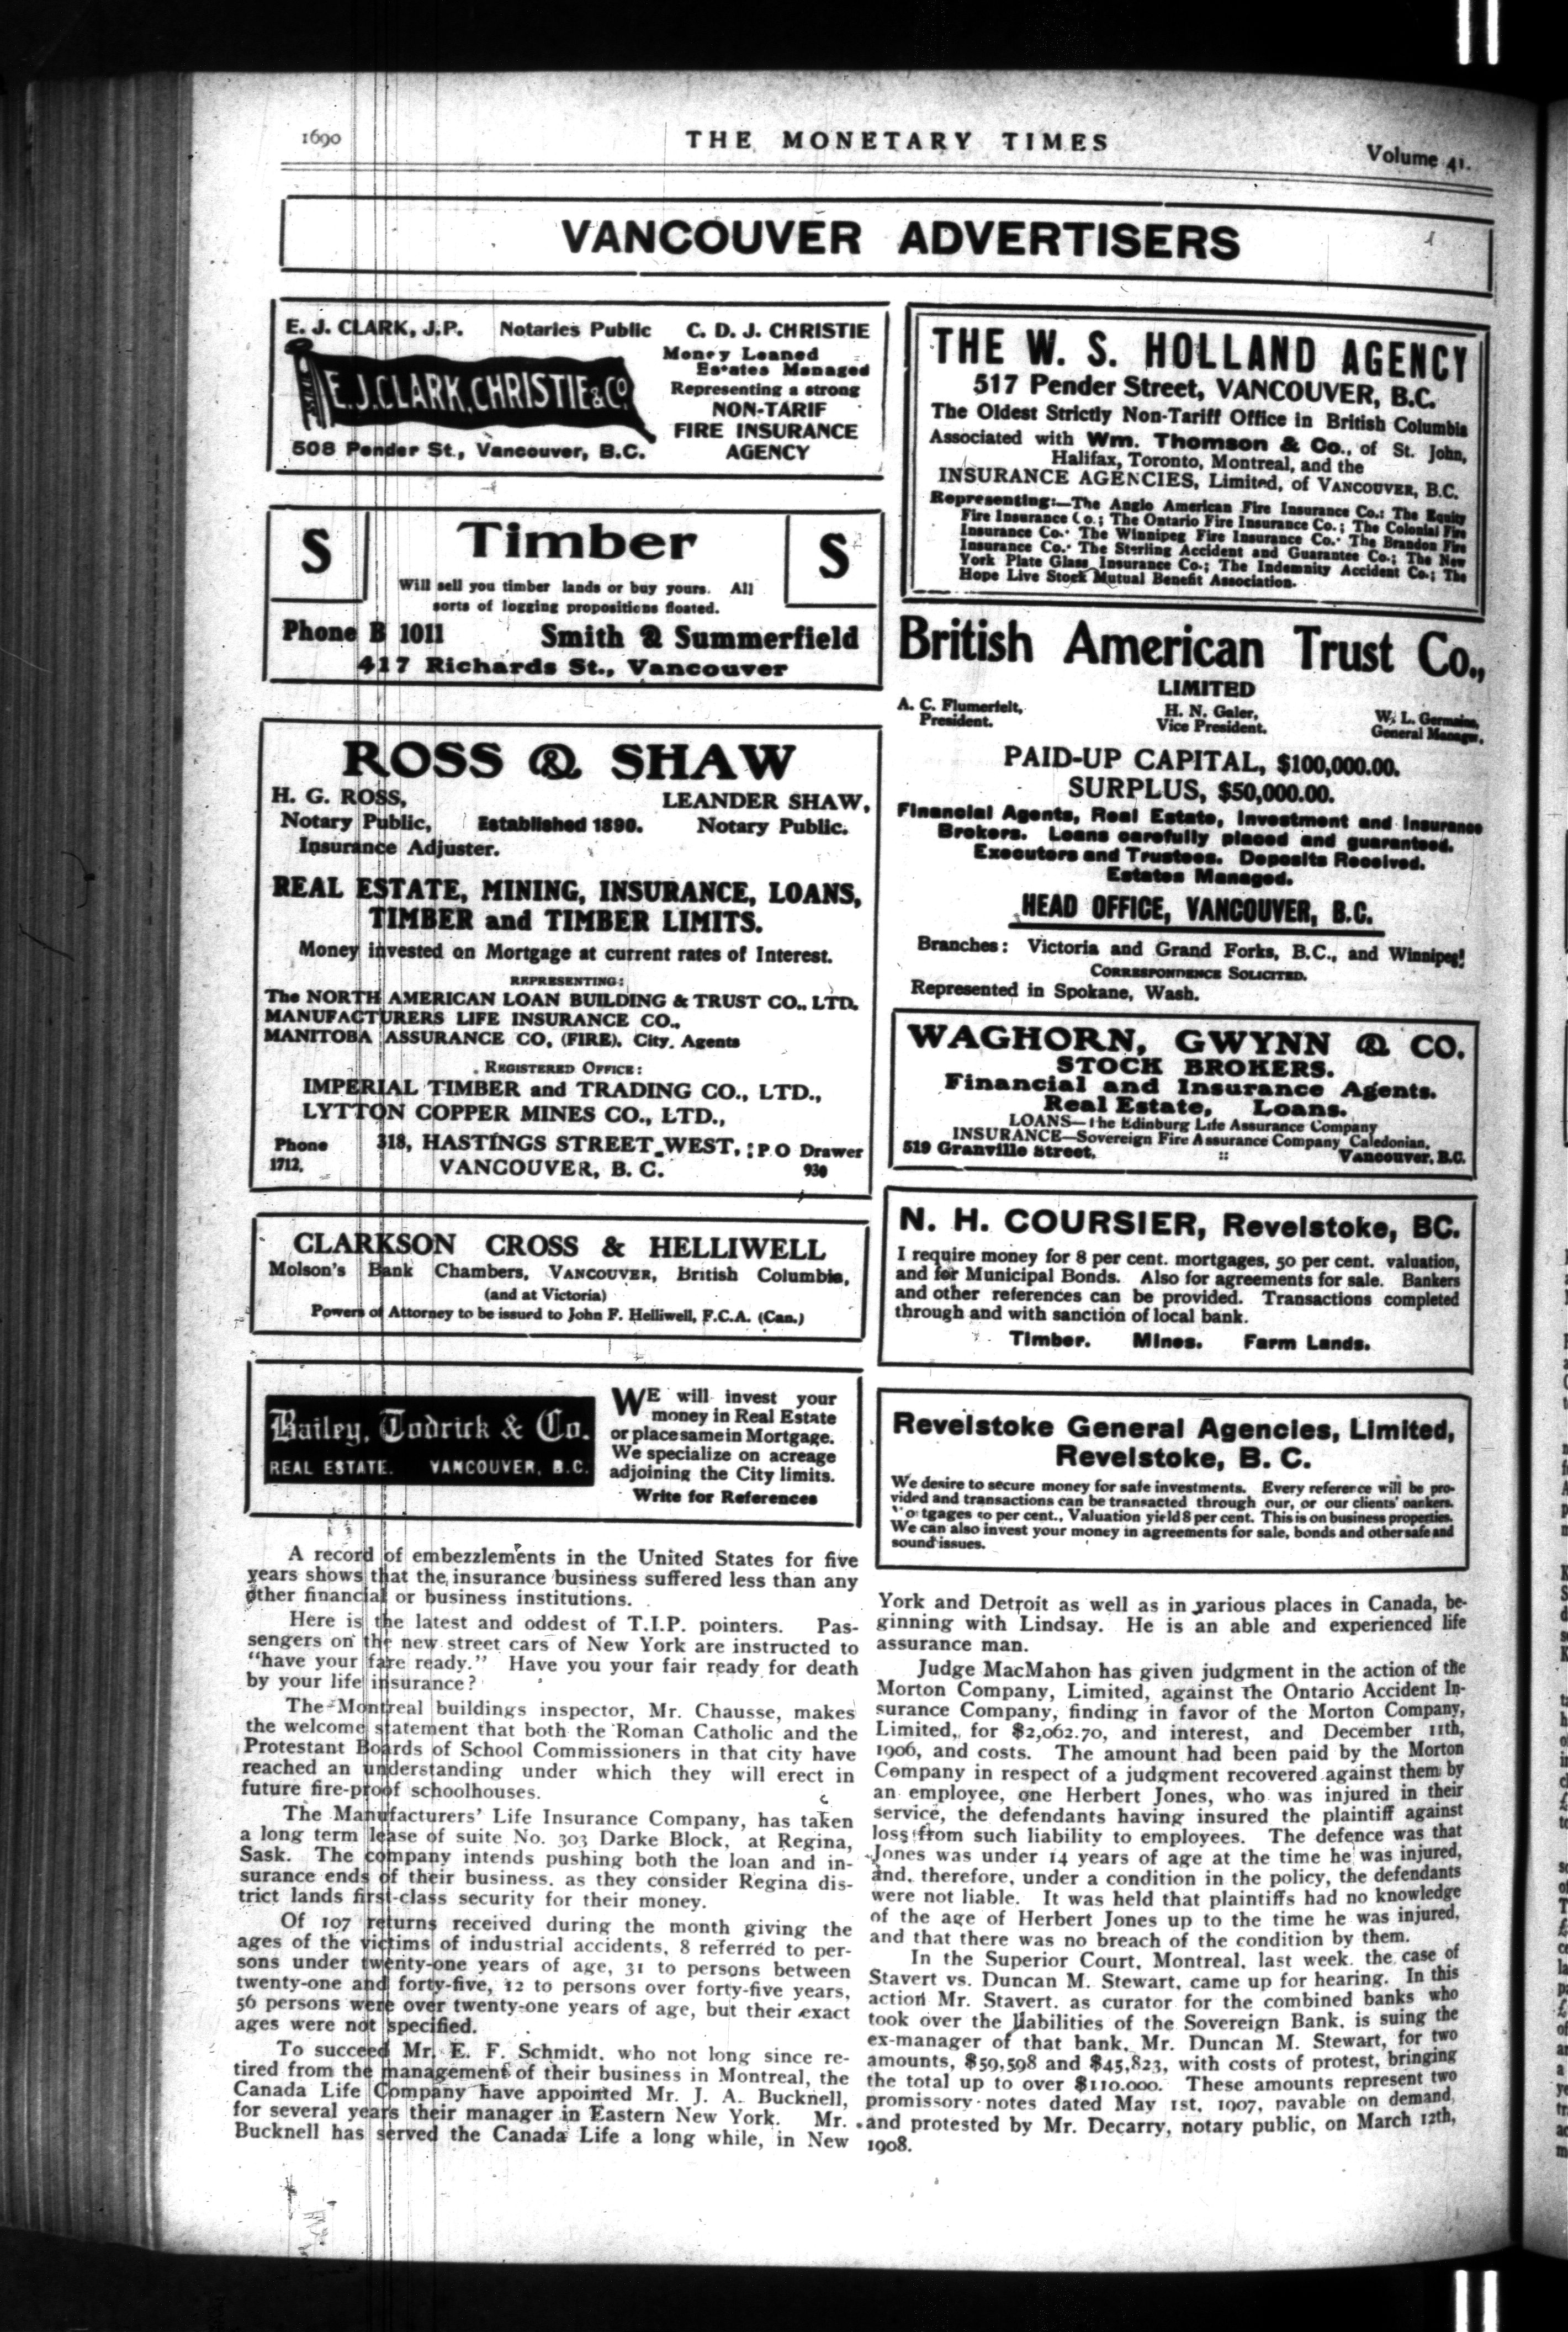 1690
THE MONETARY TIMES
Volume 41.
VANCOUVER ADVERTISERS
E. J. CLARK, J.P. Notaries Public C. D. J. CHRISTIE
E. J. CLARK, CHRISTIE & Co.
Money Loaned
Estates Managed
Representing a strong
NON-TARIF
FIRE INSURANCE
AGENCY
508 Pender St., Vancouver, B.C.
S Timber S
Will sell you timber lands or buy yours. All
sorts of logging propositions floated.
Phone B 1011 Smith & Summerfield
417 Richards St., Vancouver
ROSS & SHAW
H. G. ROSS, LEANDER SHAW,
Notary Public, Established 1890. Notary Public.
Insurance Adjuster.
REAL ESTATE, MINING, INSURANCE, LOANS,
TIMBER and TIMBER LIMITS.
Money invested on Mortgage at current rates of Interest.
REPRESENTING:
The NORTH AMERICAN LOAN BUILDING & TRUST CO., LTD.
MANUFACTURERS LIFE INSURANCE CO.,
MANITOBA ASSURANCE CO. (FIRE). City. Agents
REGISTERED OFFICE:
IMPERIAL TIMBER and TRADING CO., LTD.,
LYTTON COPPER MINES CO., LTD.,
Phone 318, HASTINGS STREET WEST, : P O Drawer
1712, VANCOUVER, B. C. 930
CLARKSON CROSS & HELLIWELL
Molson's Bank Chambers, VANCOUVER, British Columbia,
(and at Victoria)
Powers of Attorney to be issued to John F. Helliwell, F.C.A. (Can.)
Bailey, Todrick & Co.
REAL ESTATE. VANCOUVER, B.C.
WE will invest your
money in Real Estate
or place same in Mortgage.
We specialize on acreage
adjoining the City limits.
Write for References
A record of embezzlements in the United States for five
years shows that the insurance business suffered less than any
other financial or business institutions.
Here is the latest and oddest of T.I.P. pointers. Pas-
sengers on the new street cars of New York are instructed to
"have your fare ready." Have you your fair ready for death
by your life insurance?
The Montreal buildings inspector, Mr. Chausse, makes
the welcome statement that both the Roman Catholic and the
Protestant Boards of School Commissioners in that city have
reached an understanding under which they will erect in
future fire-proof schoolhouses.
The Manufacturers' Life Insurance Company, has taken
a long term lease of suite No. 303 Darke Block, at Regina,
Sask. The company intends pushing both the loan and in-
surance ends of their business. as they consider Regina dis-
trict lands first-class security for their money.
Of 107 returns received during the month giving the
ages of the victims of industrial accidents, 8 referred to per-
sons under twenty-one years of age, 31 to persons between
twenty-one and forty-five, 12 to persons over forty-five years,
56 persons were over twenty-one years of age, but their exact
ages were not specified.
To succeed Mr. E. F. Schmidt, who not long since re-
tired from the management of their business in Montreal, the
Canada Life Company have appointed Mr. J. A. Bucknell,
for several years their manager in Eastern New York. Mr.
Bucknell has served the Canada Life a long while, in New
THE W. S. HOLLAND AGENCY
517 Pender Street, VANCOUVER, B.C.
The Oldest Strictly Non-Tariff Office in British Columbia
Associated with Wm. Thomson & Co., of St. John,
Halifax, Toronto, Montreal, and the
INSURANCE AGENCIES, Limited, of VANCOUVER, B.C.
Representing:—The Anglo American Fire Insurance Co.: The Equity
Fire Insurance Co.; The Ontario Fire Insurance Co.; The Colonial Fire
Insurance Co. The Winnipeg Fire Insurance Co. The Brandon Fire
Insurance Co. The Sterling Accident and Guarantee Co.; The New
York Plate Glass Insurance Co.; The Indemnity Accident Co.; The
Hope Live Stock Mutual Benefit Association.
British American Trust Co.,
LIMITED
A. C. Flumerfelt, H. N. Galer, W. L. Germaine,
President. Vice President. General Manager.
PAID-UP CAPITAL, $100,000.00.
SURPLUS, $50,000.00.
Financial Agents, Real Estate, Investment and Insurance
Brokers. Loans carefully placed and guaranteed.
Executors and Trustees. Deposits Received.
Estates Managed.
HEAD OFFICE, VANCOUVER, B.C.
Branches: Victoria and Grand Forks, B.C., and Winnipeg!
CORRESPONDENCE SOLICITED.
Represented in Spokane, Wash.
WAGHORN, GWYNN & CO.
STOCK BROKERS.
Financial and Insurance Agents.
Real Estate, Loans.
LOANS—The Edinburg Life Assurance Company
INSURANCE—Sovereign Fire Assurance Company Caledonian.
519 Granville Street, :: Vancouver, B.C.
N. H. COURSIER, Revelstoke, BC.
I require money for 8 per cent. mortgages, 50 per cent. valuation,
and for Municipal Bonds. Also for agreements for sale. Bankers
and other references can be provided. Transactions completed
through and with sanction of local bank.
Timber. Mines. Farm Lands.
Revelstoke General Agencies, Limited,
Revelstoke, B. C.
We desire to secure money for safe investments. Every reference will be pro-
vided and transactions can be transacted through our, or our clients' bankers.
Mortgages 50 per cent., Valuation yield 8 per cent. This is on business properties.
We can also invest your money in agreements for sale, bonds and other safe and
sound issues.
York and Detroit as well as in various places in Canada, be-
ginning with Lindsay. He is an able and experienced life
assurance man.
Judge MacMahon has given judgment in the action of the
Morton Company, Limited, against the Ontario Accident In-
surance Company, finding in favor of the Morton Company,
Limited, for $2,062.70, and interest, and December 11th,
1906, and costs. The amount had been paid by the Morton
Company in respect of a judgment recovered against them by
an employee, one Herbert Jones, who was injured in their
service, the defendants having insured the plaintiff against
loss from such liability to employees. The defence was that
Jones was under 14 years of age at the time he was injured,
and, therefore, under a condition in the policy, the defendants
were not liable. It was held that plaintiffs had no knowledge
of the age of Herbert Jones up to the time he was injured,
and that there was no breach of the condition by them.
In the Superior Court, Montreal, last week. the case of
Stavert vs. Duncan M. Stewart, came up for hearing. In this
action Mr. Stavert. as curator for the combined banks who
took over the liabilities of the Sovereign Bank, is suing the
ex-manager of that bank, Mr. Duncan M. Stewart, for two
amounts, $59,598 and $45,823, with costs of protest, bringing
the total up to over $110.000. These amounts represent two
promissory notes dated May 1st, 1907, payable on demand,
and protested by Mr. Decarry, notary public, on March 12th,
1908.